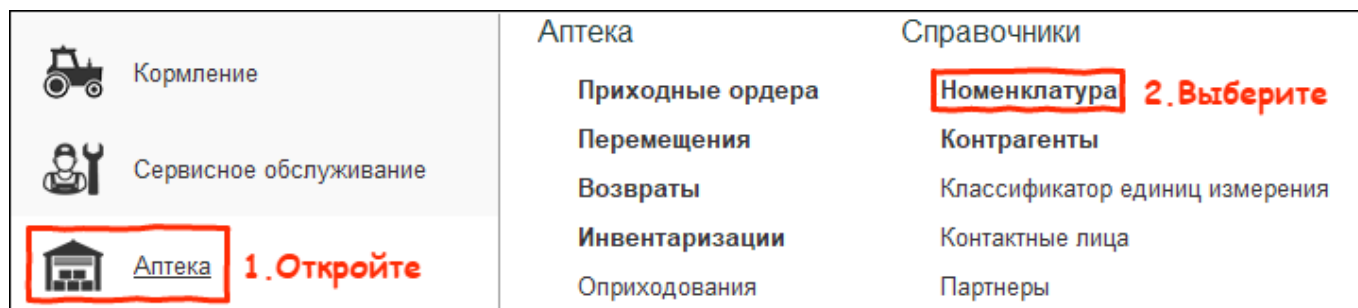 Аптека
Справочники
Кормление
Приходные ордера
Номенклатура 2.Выберите
Перемещения
Контрагенты
Сервисное обслуживание
Возвраты
Классификатор единиц измерения
Инвентаризации
Контактные лица
Аптека 1.Откройте
Оприходования
Партнеры